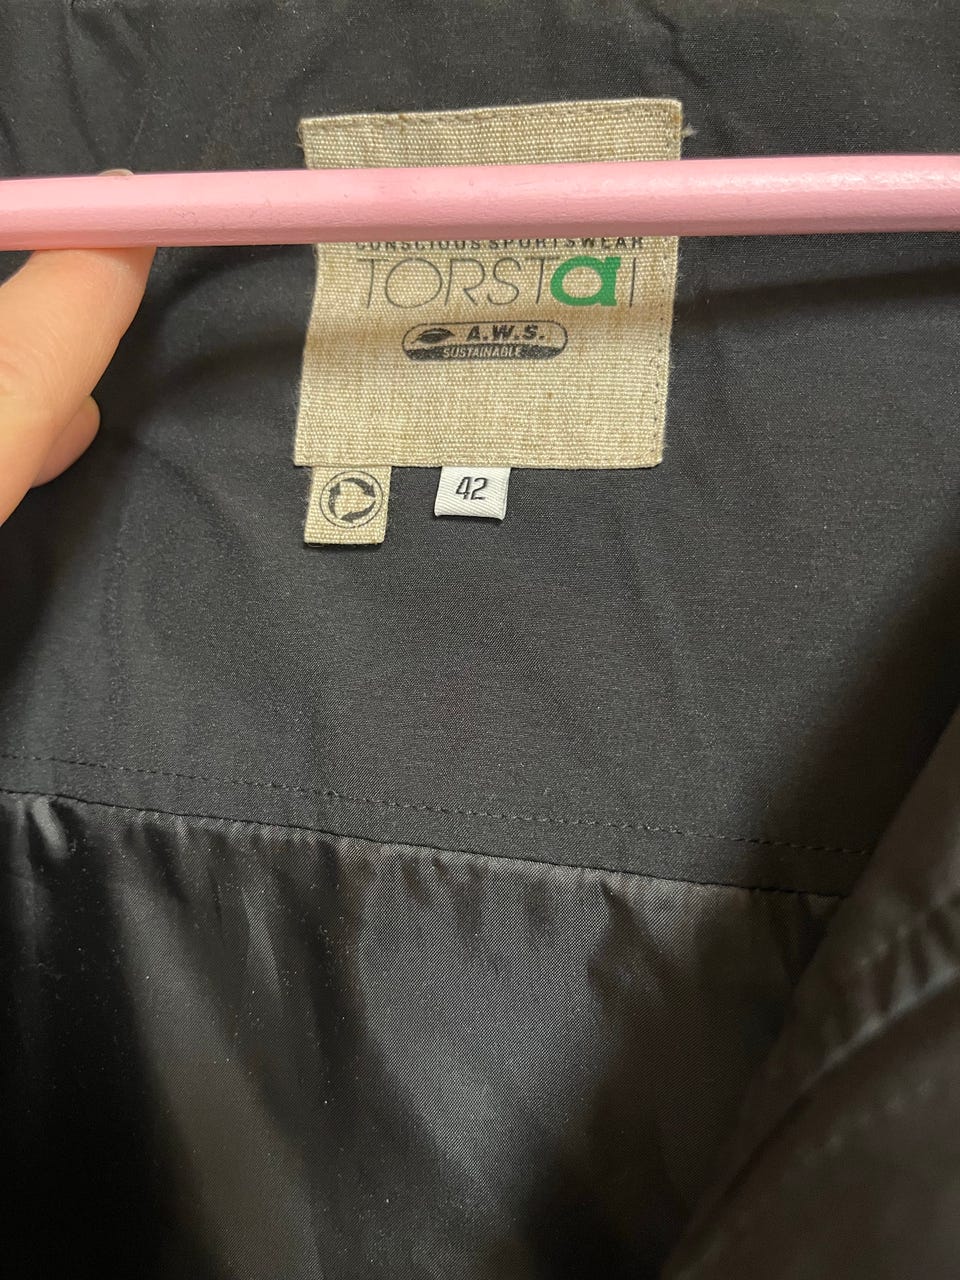 CONSCIOUS SPORTSWEAR
TORSTAI
A.W.S.
SUSTAINABLE
42